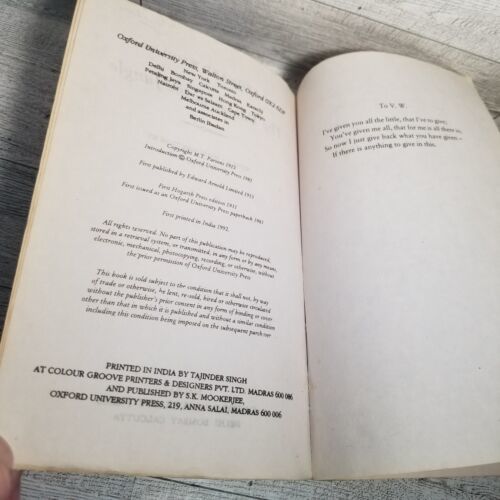 Oxford University Press, Walton Street, Oxford OX2 6DP
Delhi New York Toronto
Bombay Calcutta Madras Karachi
Petaling Jaya Singapore Hong Kong Tokyo
Nairobi Dar es Salaam Cape Town
Melbourne Auckland
and associates in
Berlin Ibadan
Copyright M.T. Parsons 1931
Introduction © Oxford University Press 1981
First published by Edward Arnold Limited 1913
First Hogarth Press edition 1931
First issued as an Oxford University Press paperback 1981
First printed in India 1992
All rights reserved. No part of this publication may be reproduced,
stored in a retrieval system, or transmitted, in any form or by any means,
electronic, mechanical, photocopying, recording, or otherwise, without
the prior permission of Oxford University Press
This book is sold subject to the condition that it shall not, by way
of trade or otherwise, be lent, re-sold, hired or otherwise circulated
without the publisher's prior consent in any form of binding or cover
other than that in which it is published and without a similar condition
including this condition being imposed on the subsequent purchaser
PRINTED IN INDIA BY TAJINDER SINGH
AT COLOUR GROOVE PRINTERS & DESIGNERS PVT. LTD. MADRAS 600 086
AND PUBLISHED BY S.K. MOOKERJEE,
OXFORD UNIVERSITY PRESS, 219, ANNA SALAI, MADRAS 600 006
To V. W.
I've given you all the little, that I've to give;
You've given me all, that for me is all there is;
So now I just give back what you have given –
If there is anything to give in this.